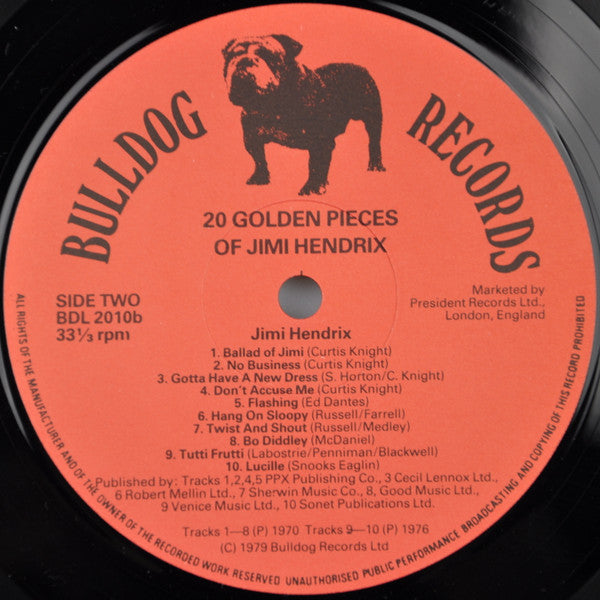 BULLDOG RECORDS
20 GOLDEN PIECES
OF JIMI HENDRIX
SIDE TWO
BDL 2010b
33⅓ rpm
Marketed by
President Records Ltd.,
London, England
Jimi Hendrix
1. Ballad of Jimi (Curtis Knight)
2. No Business (Curtis Knight)
3. Gotta Have A New Dress (S. Horton/C. Knight)
4. Don't Accuse Me (Curtis Knight)
5. Flashing (Ed Dantes)
6. Hang On Sloopy (Russell/Farrell)
7. Twist And Shout (Russell/Medley)
8. Bo Diddley (McDaniel)
9. Tutti Frutti (Labostrie/Penniman/Blackwell)
10. Lucille (Snooks Eaglin)
Published by: Tracks 1,2,4,5 PPX Publishing Co., 3 Cecil Lennox Ltd.,
6 Robert Mellin Ltd., 7 Sherwin Music Co., 8, Good Music Ltd.,
9 Venice Music Ltd., 10 Sonet Publications Ltd.
Tracks 1—8 (P) 1970 Tracks 9—10 (P) 1976
(C) 1979 Bulldog Records Ltd
ALL RIGHTS OF THE MANUFACTURER AND OF THE OWNER OF THE RECORDED WORK RESERVED UNAUTHORISED PUBLIC PERFORMANCE BROADCASTING AND COPYING OF THIS RECORD PROHIBITED